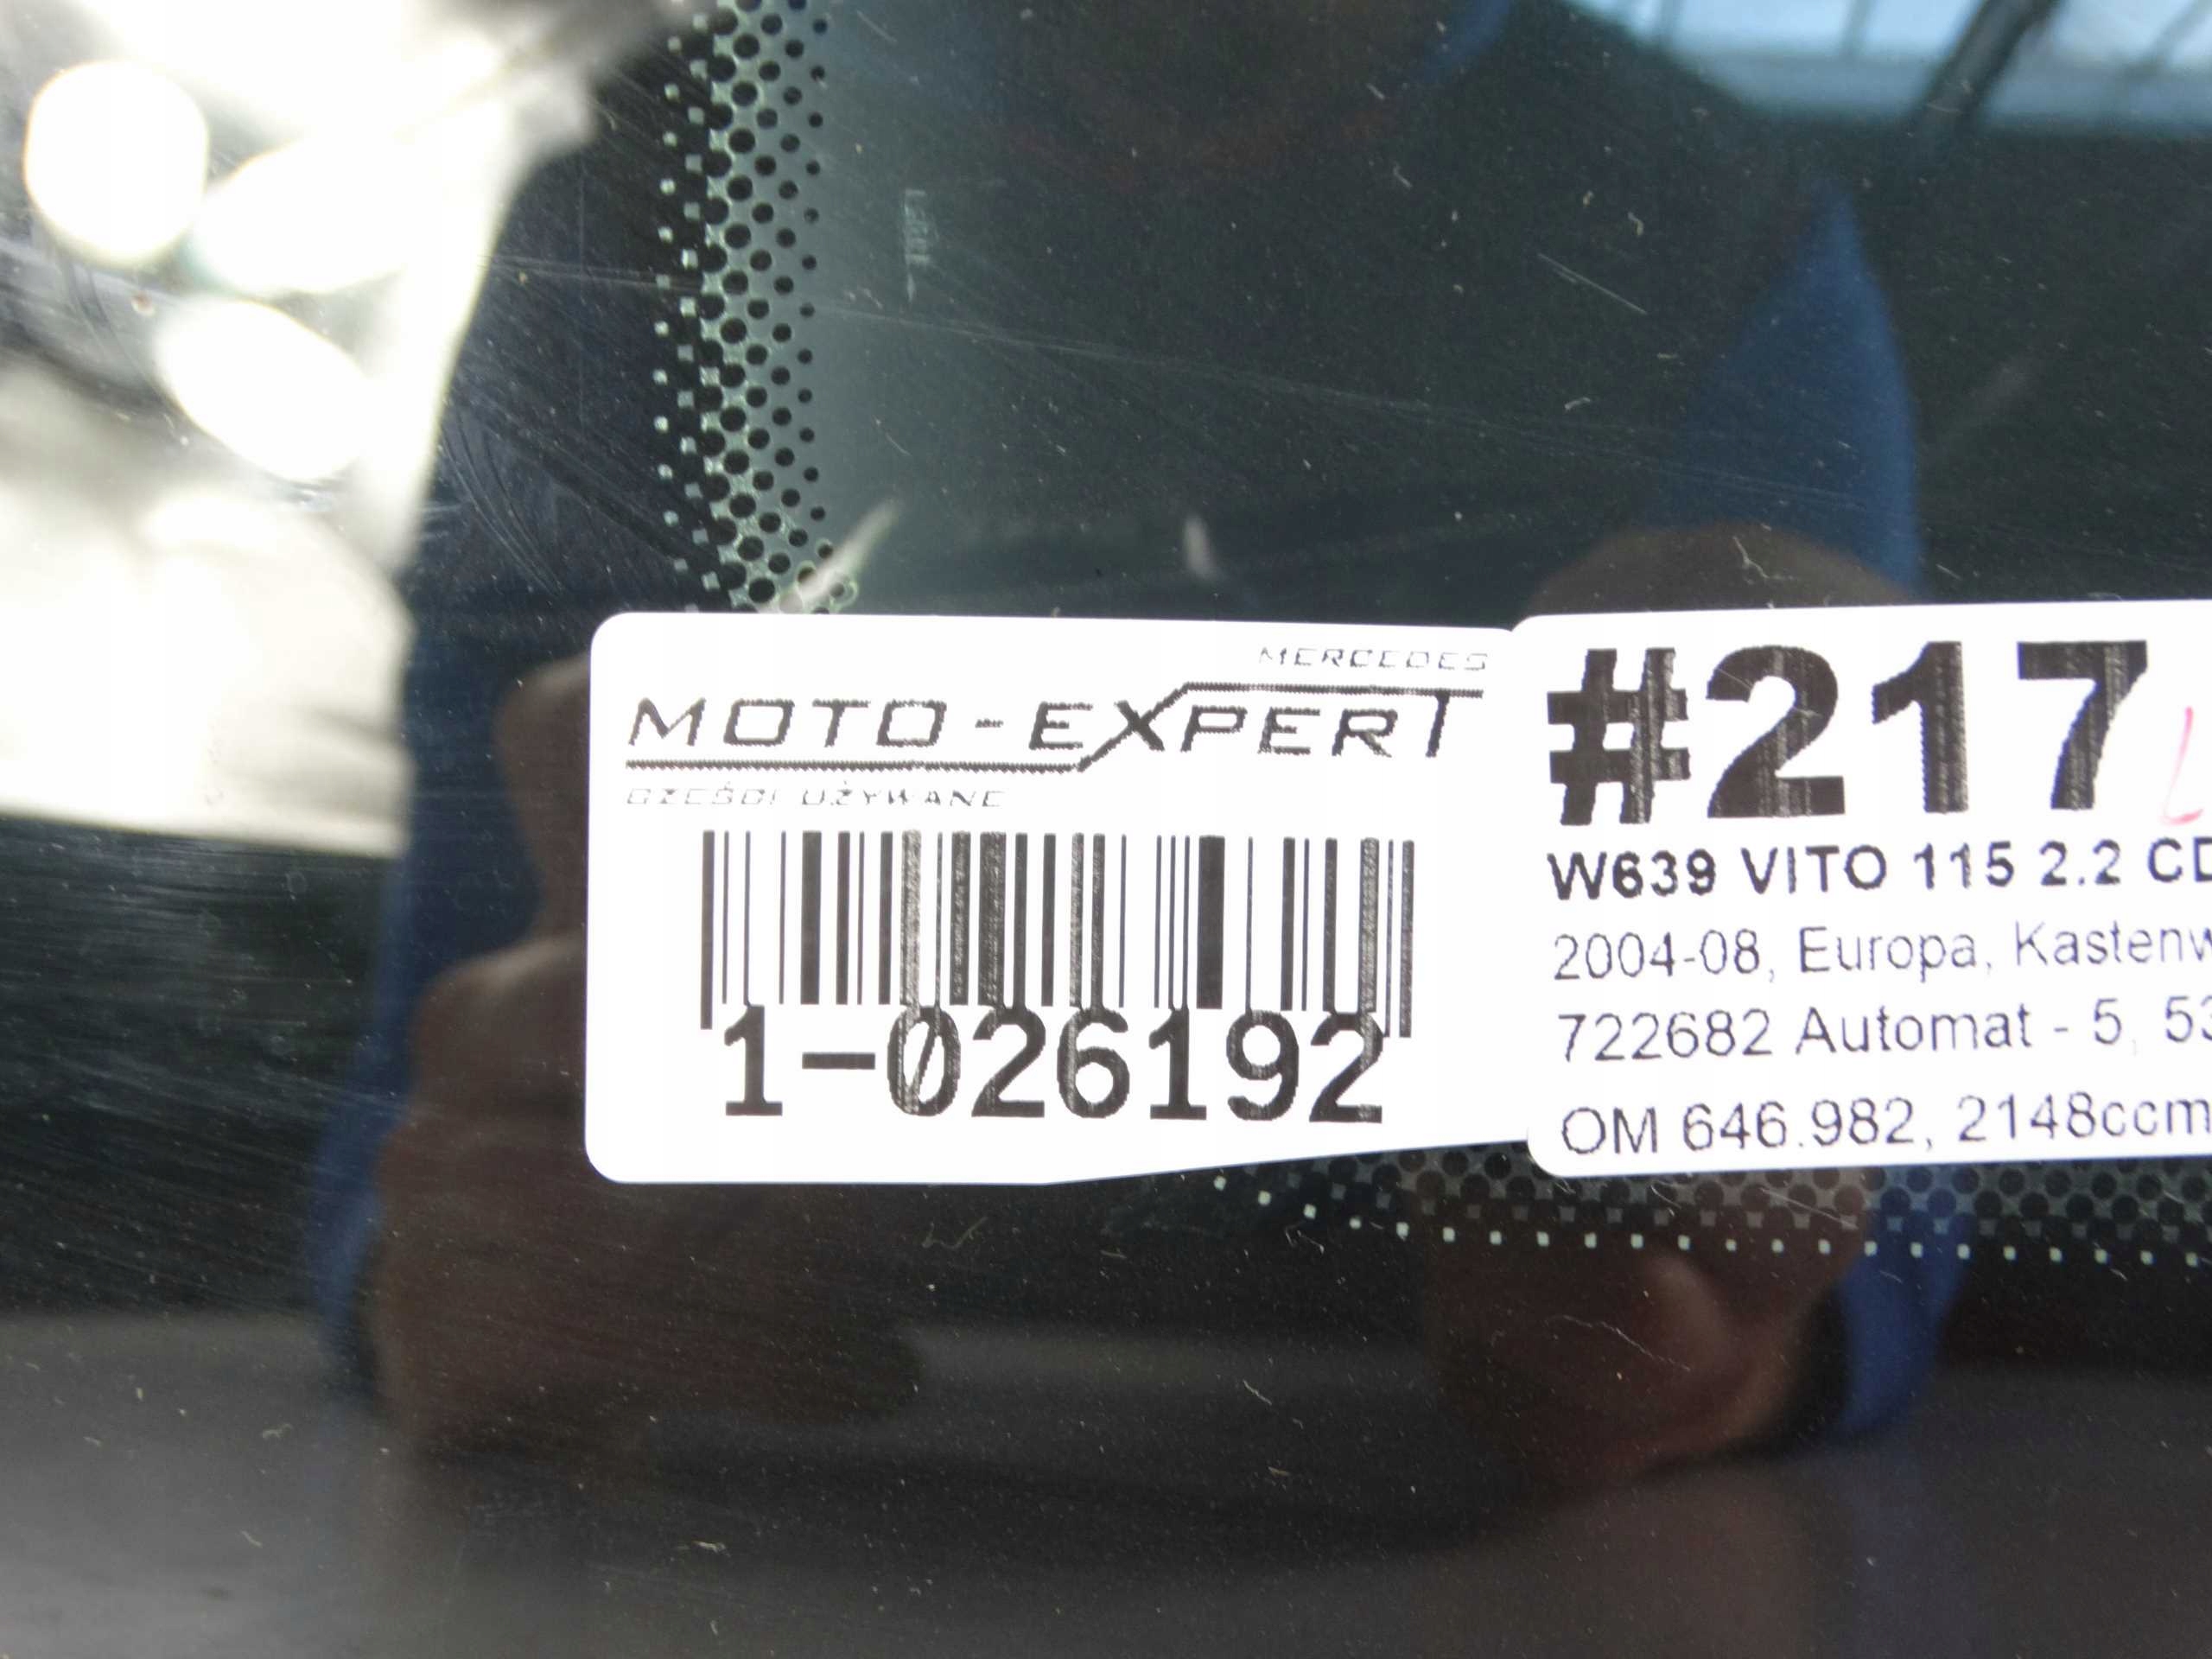 MERCEDES
MOTO-EXPERT
CZĘŚCI UŻYWANE
1-026192
#217
W639 VITO 115 2.2 CD
2004-08, Europa, Kastenw
722682 Automat - 5, 53
OM 646.982, 2148ccm